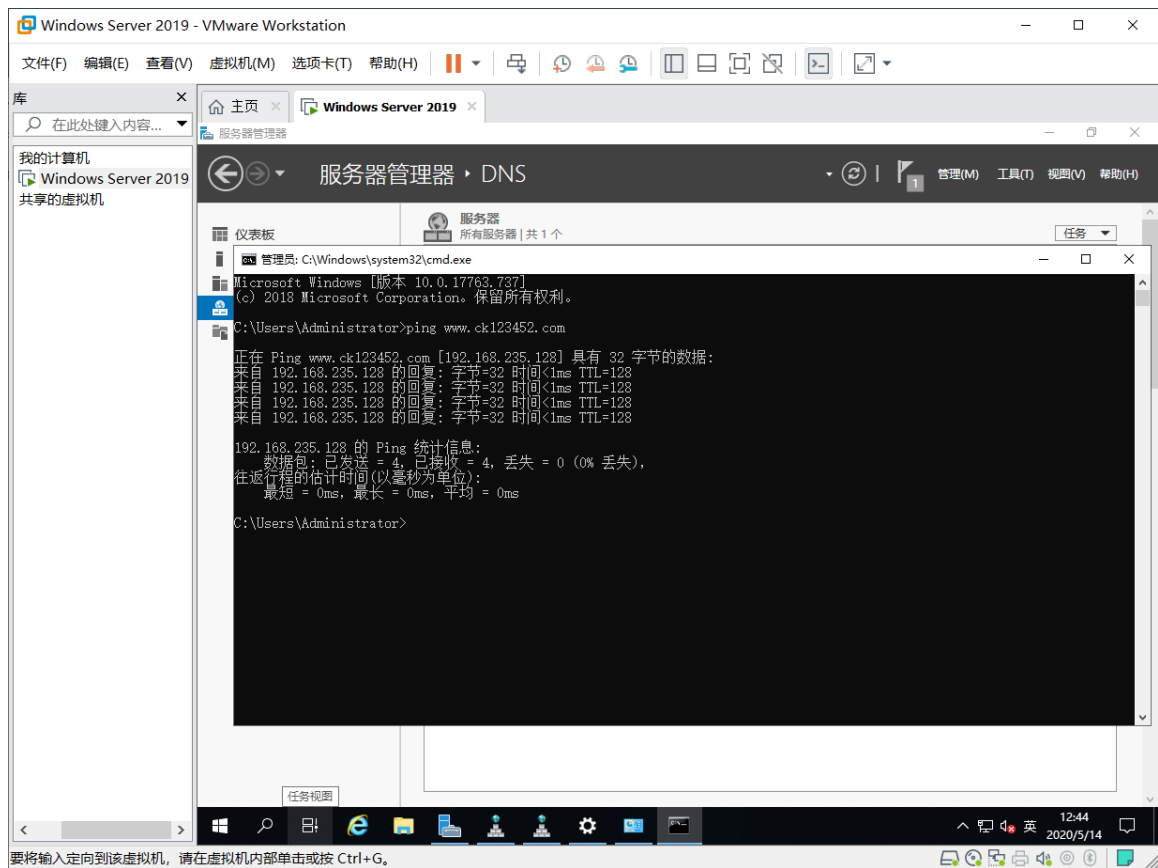 Windows Server 2019 - VMware Workstation
文件(F) 编辑(E) 查看(V) 虚拟机(M) 选项卡(T) 帮助(H)
库
在此处键入内容...
我的计算机
Windows Server 2019
共享的虚拟机
主页
Windows Server 2019
服务器管理器
服务器管理器 DNS
1
管理(M) 工具(T) 视图(V) 帮助(H)
仪表板
服务器
所有服务器 | 共 1 个
任务
管理员: C:\Windows\system32\cmd.exe
Microsoft Windows [版本 10.0.17763.737]
(c) 2018 Microsoft Corporation。保留所有权利。
C:\Users\Administrator>ping www.ck123452.com
正在 Ping www.ck123452.com [192.168.235.128] 具有 32 字节的数据:
来自 192.168.235.128 的回复: 字节=32 时间<1ms TTL=128
来自 192.168.235.128 的回复: 字节=32 时间<1ms TTL=128
来自 192.168.235.128 的回复: 字节=32 时间<1ms TTL=128
来自 192.168.235.128 的回复: 字节=32 时间<1ms TTL=128
192.168.235.128 的 Ping 统计信息:
数据包: 已发送 = 4, 已接收 = 4, 丢失 = 0 (0% 丢失),
往返行程的估计时间(以毫秒为单位):
最短 = 0ms, 最长 = 0ms, 平均 = 0ms
C:\Users\Administrator>
任务视图
英
12:44
2020/5/14
要将输入定向到该虚拟机，请在虚拟机内部单击或按 Ctrl+G。